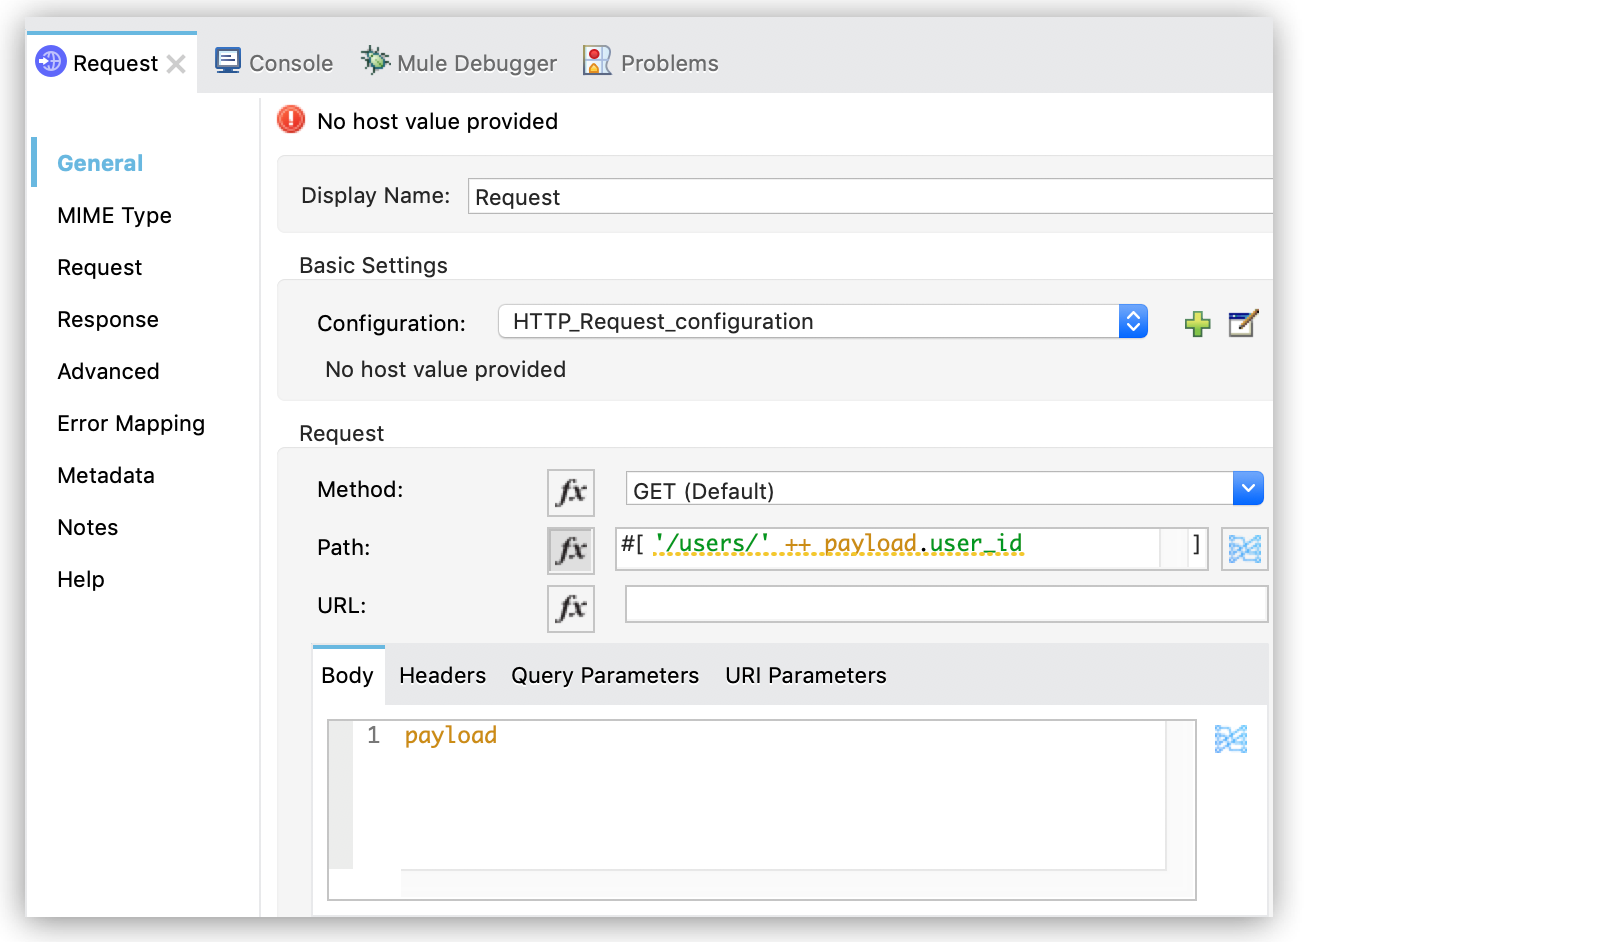 Request Console Mule Debugger Problems
No host value provided
General
MIME Type
Request
Response
Advanced
Error Mapping
Metadata
Notes
Help
Display Name: Request
Basic Settings
Configuration: HTTP_Request_configuration
No host value provided
Request
Method: fx GET (Default)
Path: fx #[ '/users/' ++ payload.user_id ]
URL: fx
Body Headers Query Parameters URI Parameters
1 payload